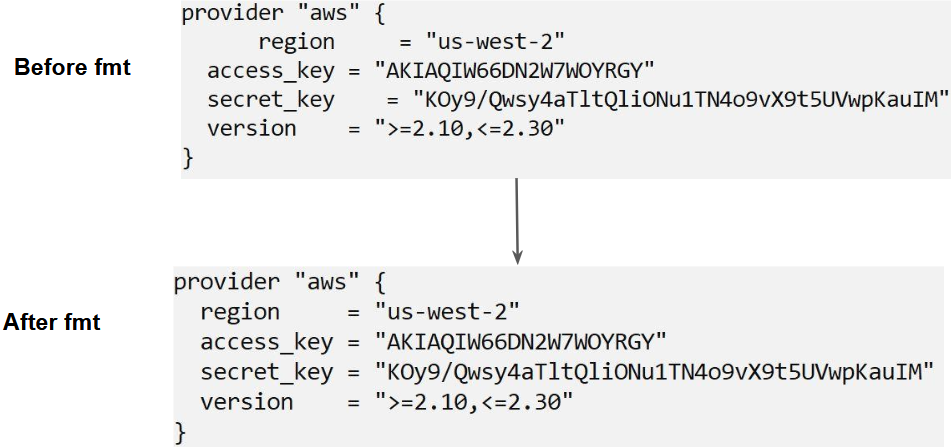 provider "aws" {
region = "us-west-2"
Before fmt
access_key = "AKIAQIW66DN2W7WOYRGY"
secret_key = "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"
version = ">=2.10,<=2.30"
}
provider "aws" {
region = "us-west-2"
After fmt
access_key = "AKIAQIW66DN2W7WOYRGY"
secret_key = "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"
version = ">=2.10,<=2.30"
}